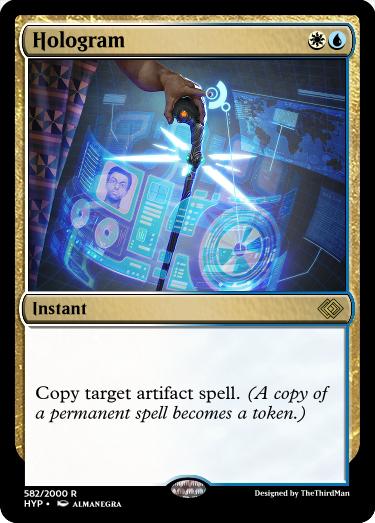 Hologram
Instant
Copy target artifact spell. (A copy of
a permanent spell becomes a token.)
582/2000 R
HYP • ALMANEGRA
Designed by TheThirdMan